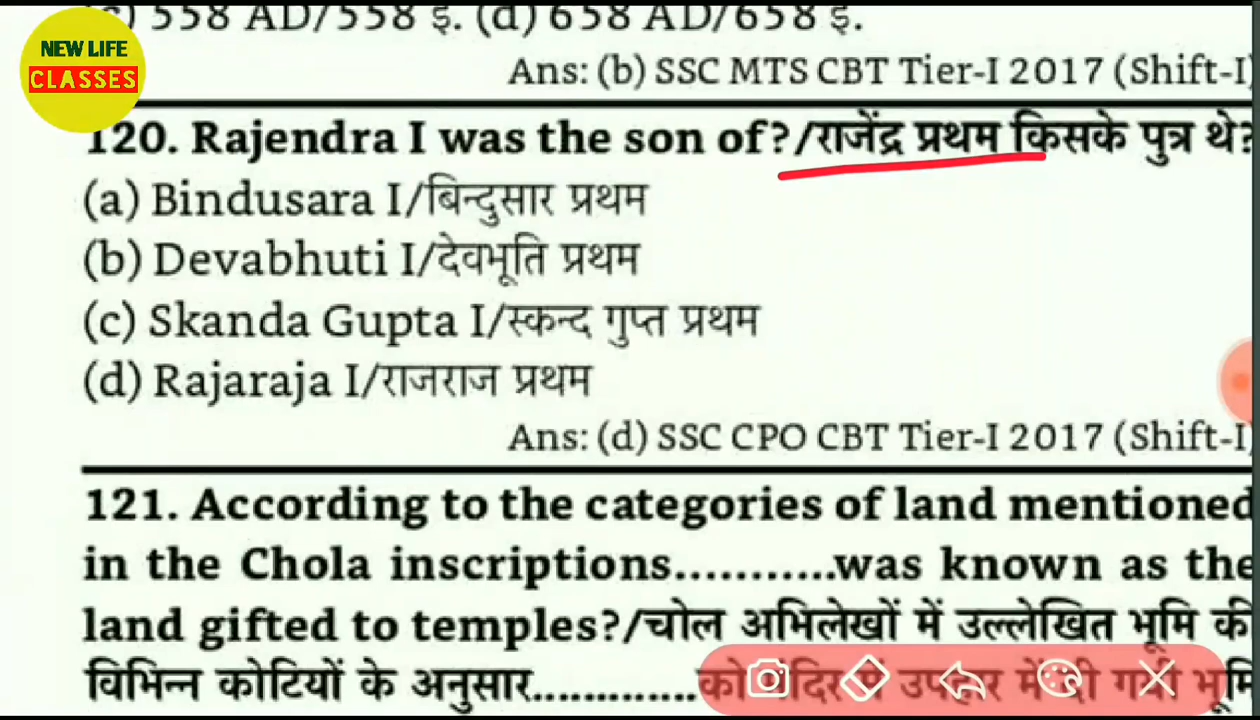 NEW LIFE
CLASSES
558 AD/558 इ. (d) 658 AD/658 इ.
Ans: (b) SSC MTS CBT Tier-I 2017 (Shift-I
120. Rajendra I was the son of?/राजेंद्र प्रथम किसके पुत्र थे?
(a) Bindusara I/बिन्दुसार प्रथम
(b) Devabhuti I/देवभूति प्रथम
(c) Skanda Gupta I/स्कन्द गुप्त प्रथम
(d) Rajaraja I/राजराज प्रथम
Ans: (d) SSC CPO CBT Tier-I 2017 (Shift-I
121. According to the categories of land mentioned
in the Chola inscriptions...........was known as the
land gifted to temples?/चोल अभिलेखों में उल्लेखित भूमि की
विभिन्न कोटियों के अनुसार.............को मंदिर में उपहार में दी गयी भूमि